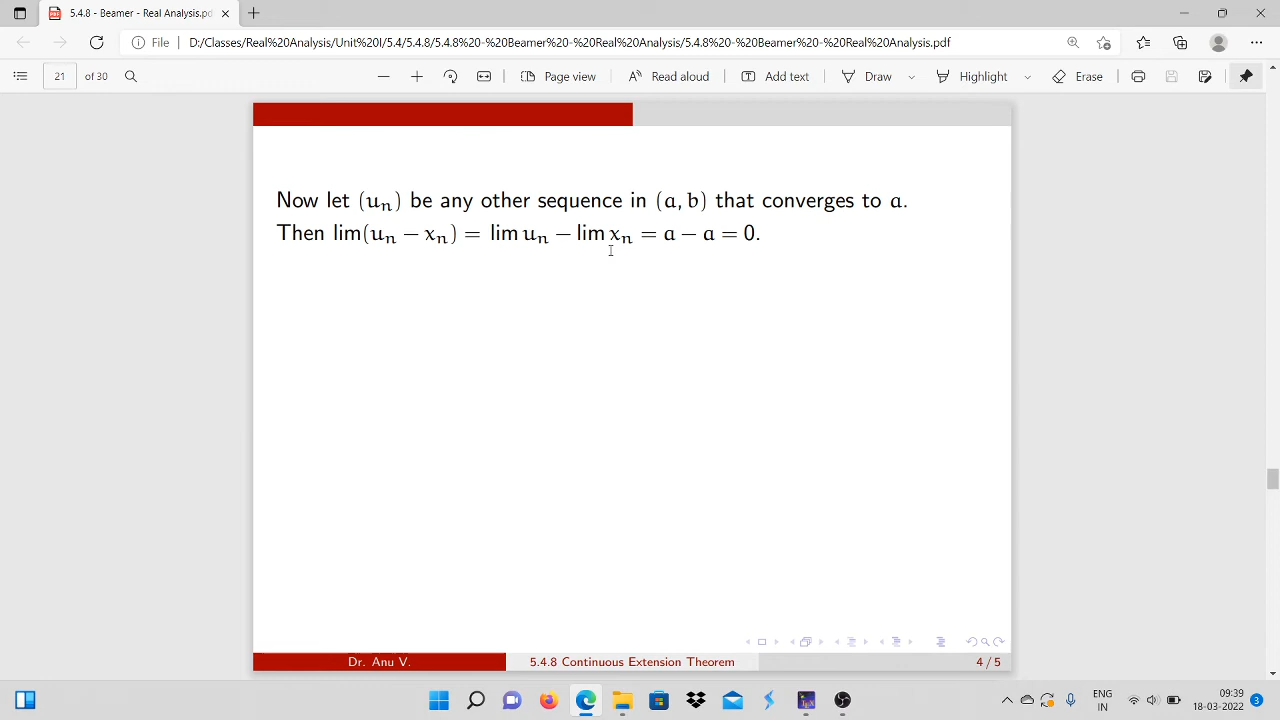 5.4.8 - Beamer - Real Analysis.pd
File
D:/Classes/Real%20Analysis/Unit%20I/5.4/5.4.8/5.4.8%20-%20Beamer%20-%20Real%20Analysis/5.4.8%20-%20Beamer%20-%20Real%20Analysis.pdf
21 of 30
Page view
Read aloud
Add text
Draw
Highlight
Erase
Now let (uₙ) be any other sequence in (a, b) that converges to a.
Then lim(uₙ − xₙ) = lim uₙ − lim xₙ = a − a = 0.
Dr. Anu V.
5.4.8 Continuous Extension Theorem
4 / 5
ENG
IN
09:39
18-03-2022
3